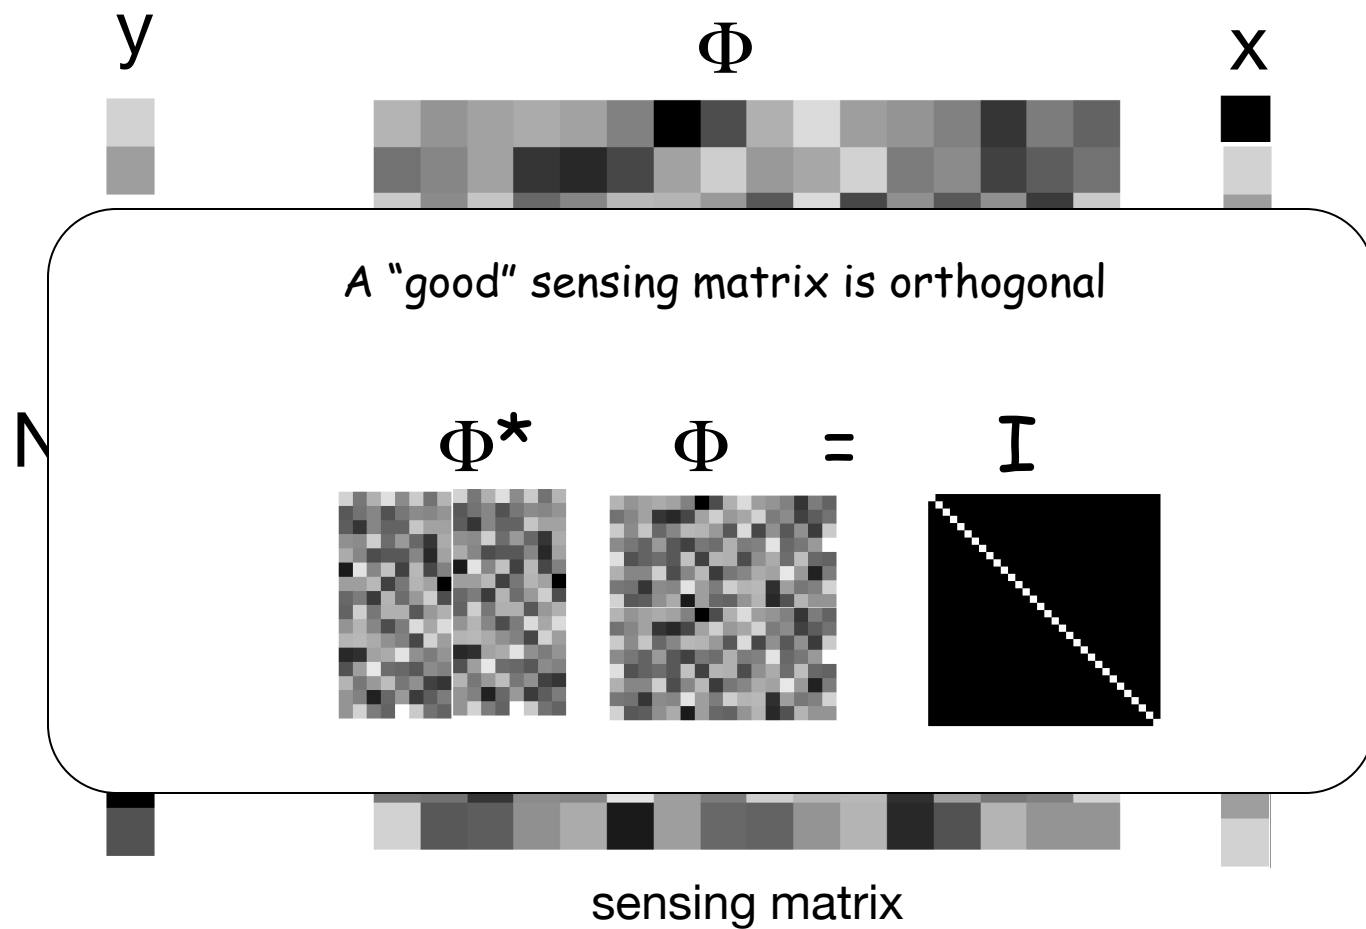 y Φ x
A “good” sensing matrix is orthogonal
N
Φ* Φ = I
sensing matrix